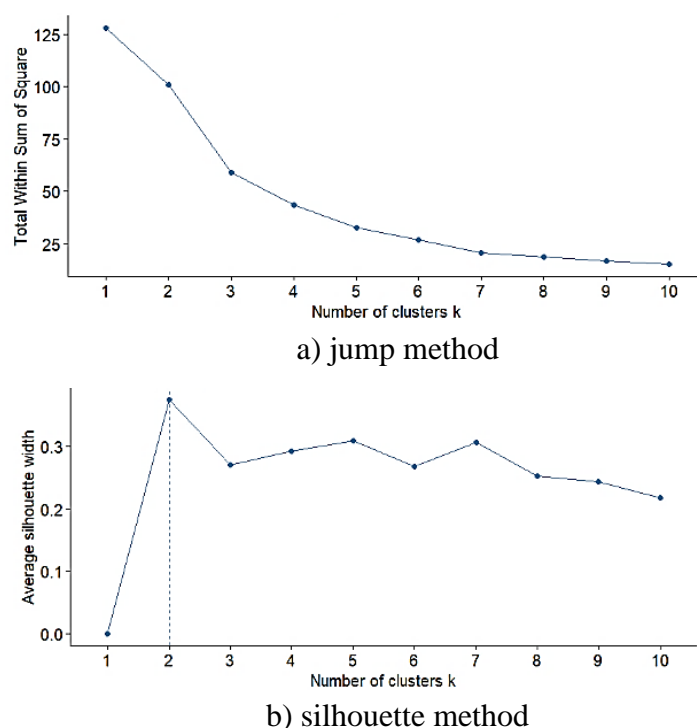 Total Within Sum of Square
125
100
75
50
25
1 2 3 4 5 6 7 8 9 10
Number of clusters k
a) jump method
Average silhouette width
0.3
0.2
0.1
0.0
1 2 3 4 5 6 7 8 9 10
Number of clusters k
b) silhouette method